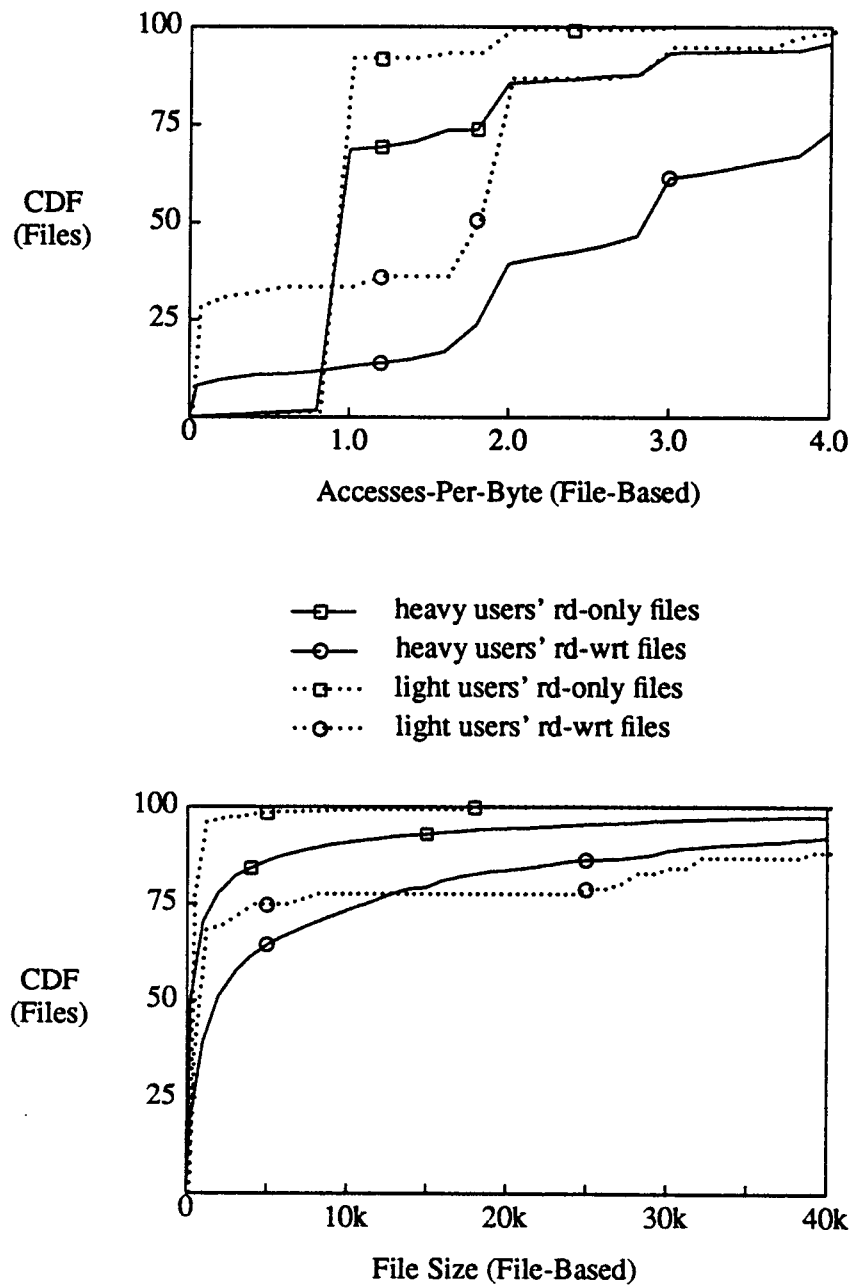 100
75
CDF
(Files)
50
25
0
1.0
2.0
3.0
4.0
Accesses-Per-Byte (File-Based)
heavy users' rd-only files
heavy users' rd-wrt files
light users' rd-only files
light users' rd-wrt files
100
75
CDF
(Files)
50
25
0
10k
20k
30k
40k
File Size (File-Based)